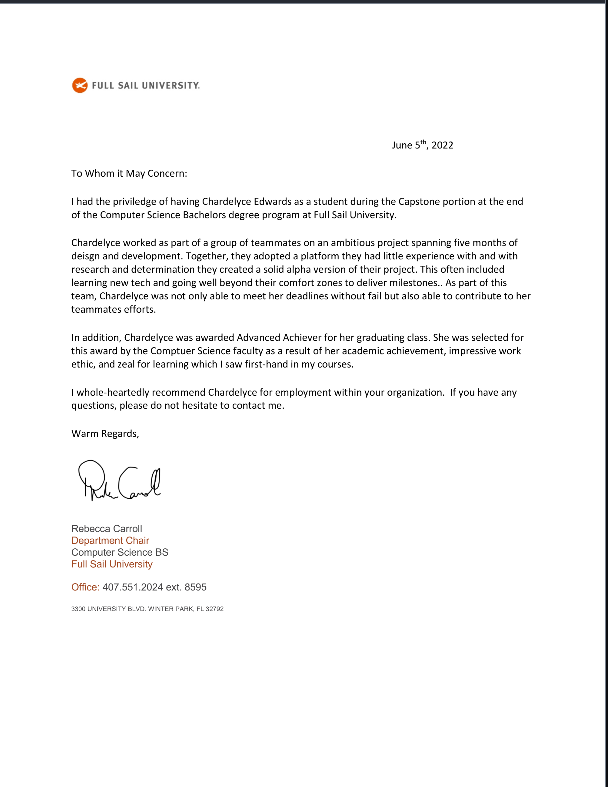 FULL SAIL UNIVERSITY.
June 5th, 2022
To Whom it May Concern:
I had the priviledge of having Chardelyce Edwards as a student during the Capstone portion at the end
of the Computer Science Bachelors degree program at Full Sail University.
Chardelyce worked as part of a group of teammates on an ambitious project spanning five months of
deisgn and development. Together, they adopted a platform they had little experience with and with
research and determination they created a solid alpha version of their project. This often included
learning new tech and going well beyond their comfort zones to deliver milestones.. As part of this
team, Chardelyce was not only able to meet her deadlines without fail but also able to contribute to her
teammates efforts.
In addition, Chardelyce was awarded Advanced Achiever for her graduating class. She was selected for
this award by the Comptuer Science faculty as a result of her academic achievement, impressive work
ethic, and zeal for learning which I saw first-hand in my courses.
I whole-heartedly recommend Chardelyce for employment within your organization.  If you have any
questions, please do not hesitate to contact me.
Warm Regards,
Rebecca Carroll
Department Chair
Computer Science BS
Full Sail University
Office: 407.551.2024 ext. 8595
3300 UNIVERSITY BLVD. WINTER PARK, FL 32792